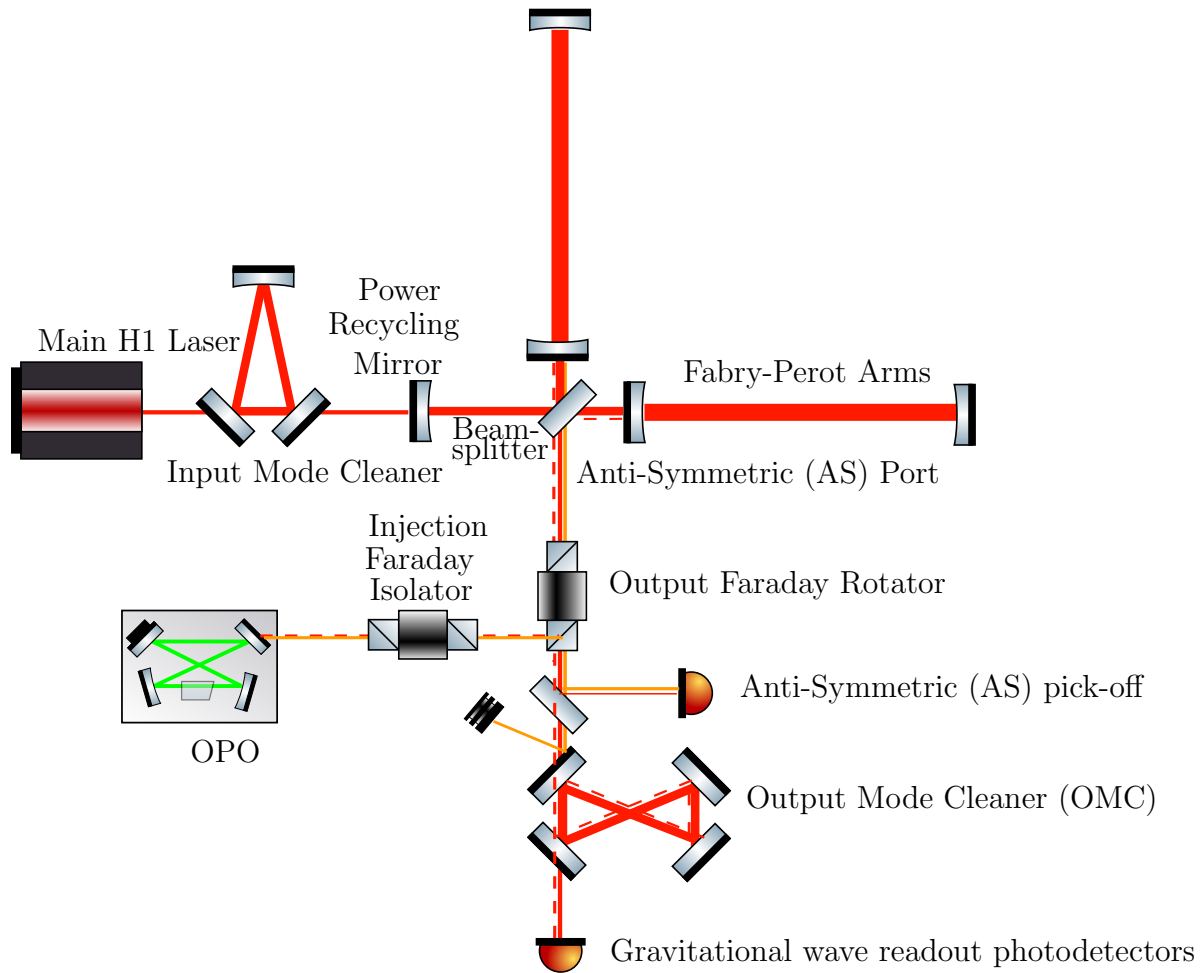 Power
Recycling
Mirror
Main H1 Laser
Fabry-Perot Arms
Beam-
splitter
Input Mode Cleaner
Anti-Symmetric (AS) Port
Injection
Faraday
Isolator
Output Faraday Rotator
Anti-Symmetric (AS) pick-off
OPO
Output Mode Cleaner (OMC)
Gravitational wave readout photodetectors